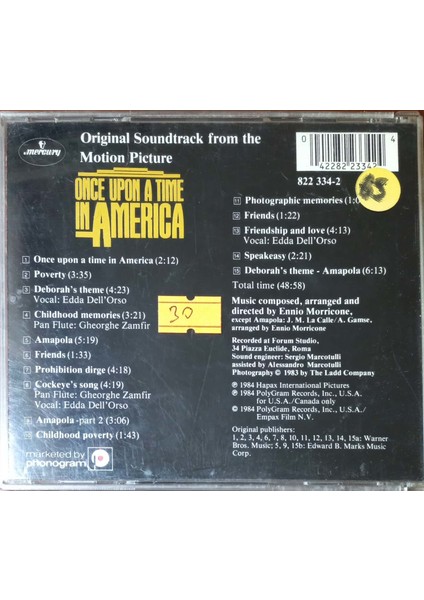 mercury
Original Soundtrack from the
Motion Picture
ONCE UPON A TIME
IN AMERICA
1 Once upon a time in America (2:12)
2 Poverty (3:35)
3 Deborah's theme (4:23)
Vocal: Edda Dell'Orso
4 Childhood memories (3:21)
Pan Flute: Gheorghe Zamfir
5 Amapola (5:19)
6 Friends (1:33)
7 Prohibition dirge (4:18)
8 Cockeye's song (4:19)
Pan Flute: Gheorghe Zamfir
Vocal: Edda Dell'Orso
9 Amapola-part 2 (3:06)
10 Childhood poverty (1:43)
marketed by
phonogram
30
0 42282 23342 4
822 334-2
11 Photographic memories
12 Friends (1:22)
13 Friendship and love (4:13)
Vocal: Edda Dell'Orso
14 Speakeasy (2:21)
15 Deborah's theme - Amapola (6:13)
Total time (48:58)
Music composed, arranged and
directed by Ennio Morricone,
except Amapola: J. M. La Calle/A. Gamse.
arranged by Ennio Morricone
Recorded at Forum Studio,
34 Piazza Euclide, Roma
Sound engineer: Sergio Marcotulli
assisted by Alessandro Marcotulli
Photography © 1983 by The Ladd Company
℗ 1984 Hapax International Pictures
℗ 1984 PolyGram Records, Inc., U.S.A.
for U.S.A./Canada only
© 1984 PolyGram Records, Inc., U.S.A./
Empax Film N.V.
Original publishers:
1, 2, 3, 4, 6, 7, 8, 10, 11, 12, 13, 14, 15a: Warner
Bros. Music; 5, 9, 15b: Edward B. Marks Music
Corp.